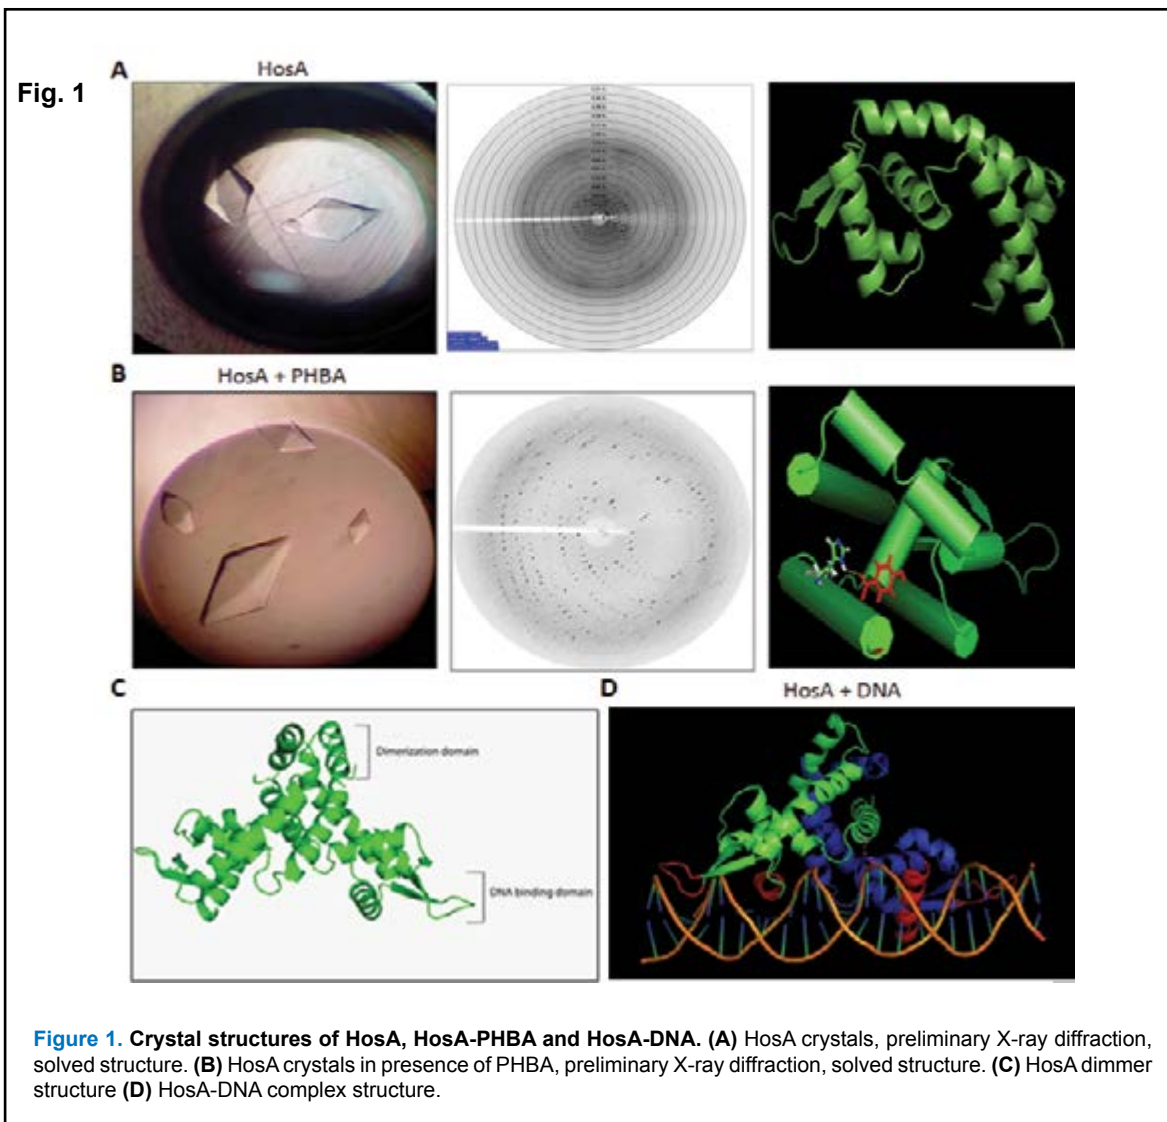 Fig. 1
A
HosA
B
HosA + PHBA
C
Dimerization domain
DNA binding domain
D
HosA + DNA
Figure 1. Crystal structures of HosA, HosA-PHBA and HosA-DNA. (A) HosA crystals, preliminary X-ray diffraction,
solved structure. (B) HosA crystals in presence of PHBA, preliminary X-ray diffraction, solved structure. (C) HosA dimmer
structure (D) HosA-DNA complex structure.